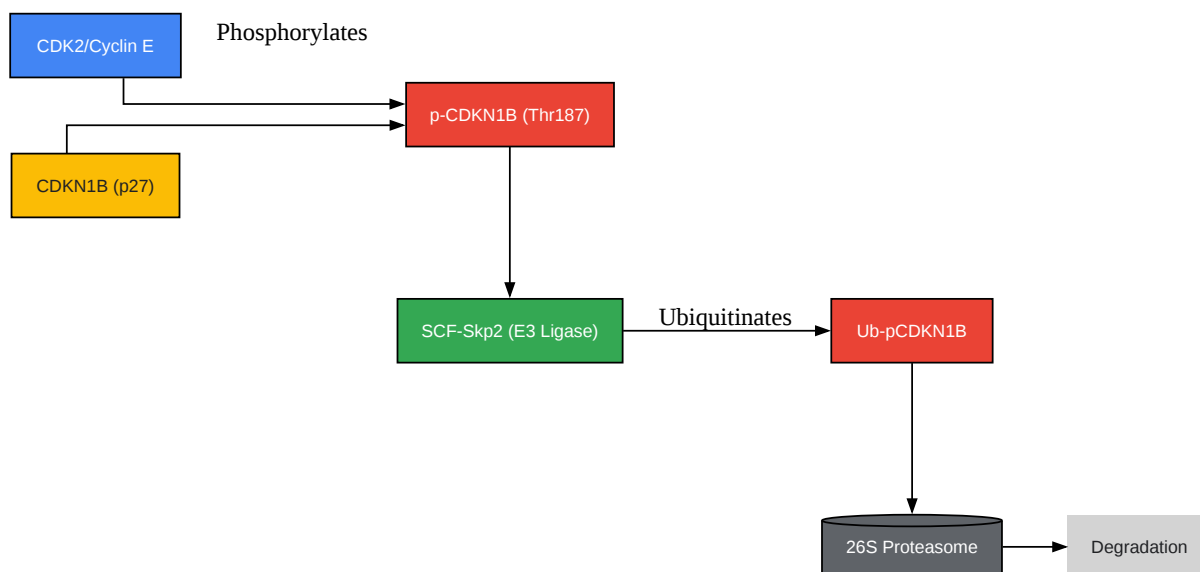 CDK2/Cyclin E
Phosphorylates
p-CDKN1B (Thr187)
CDKN1B (p27)
SCF-Skp2 (E3 Ligase)
Ubiquitinates
Ub-pCDKN1B
26S Proteasome
Degradation